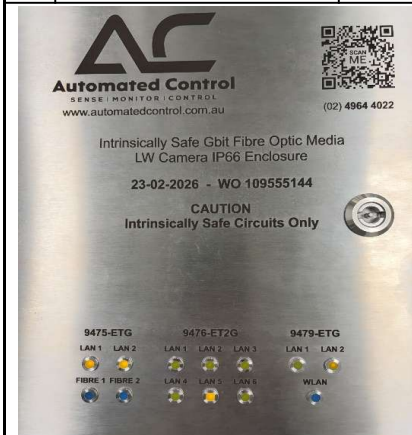 AC
SCAN
ME
Automated Control
SENSE | MONITOR | CONTROL
www.automatedcontrol.com.au
(02) 4964 4022
Intrinsically Safe Gbit Fibre Optic Media
LW Camera IP66 Enclosure
23-02-2026 - WO 109555144
CAUTION
Intrinsically Safe Circuits Only
9475-ETG
9476-ET2G
9479-ETG
LAN 1 LAN 2
LAN 1 LAN 2 LAN 3
LAN 1 LAN 2
FIBRE 1 FIBRE 2
LAN 4 LAN 5 LAN 6
WLAN